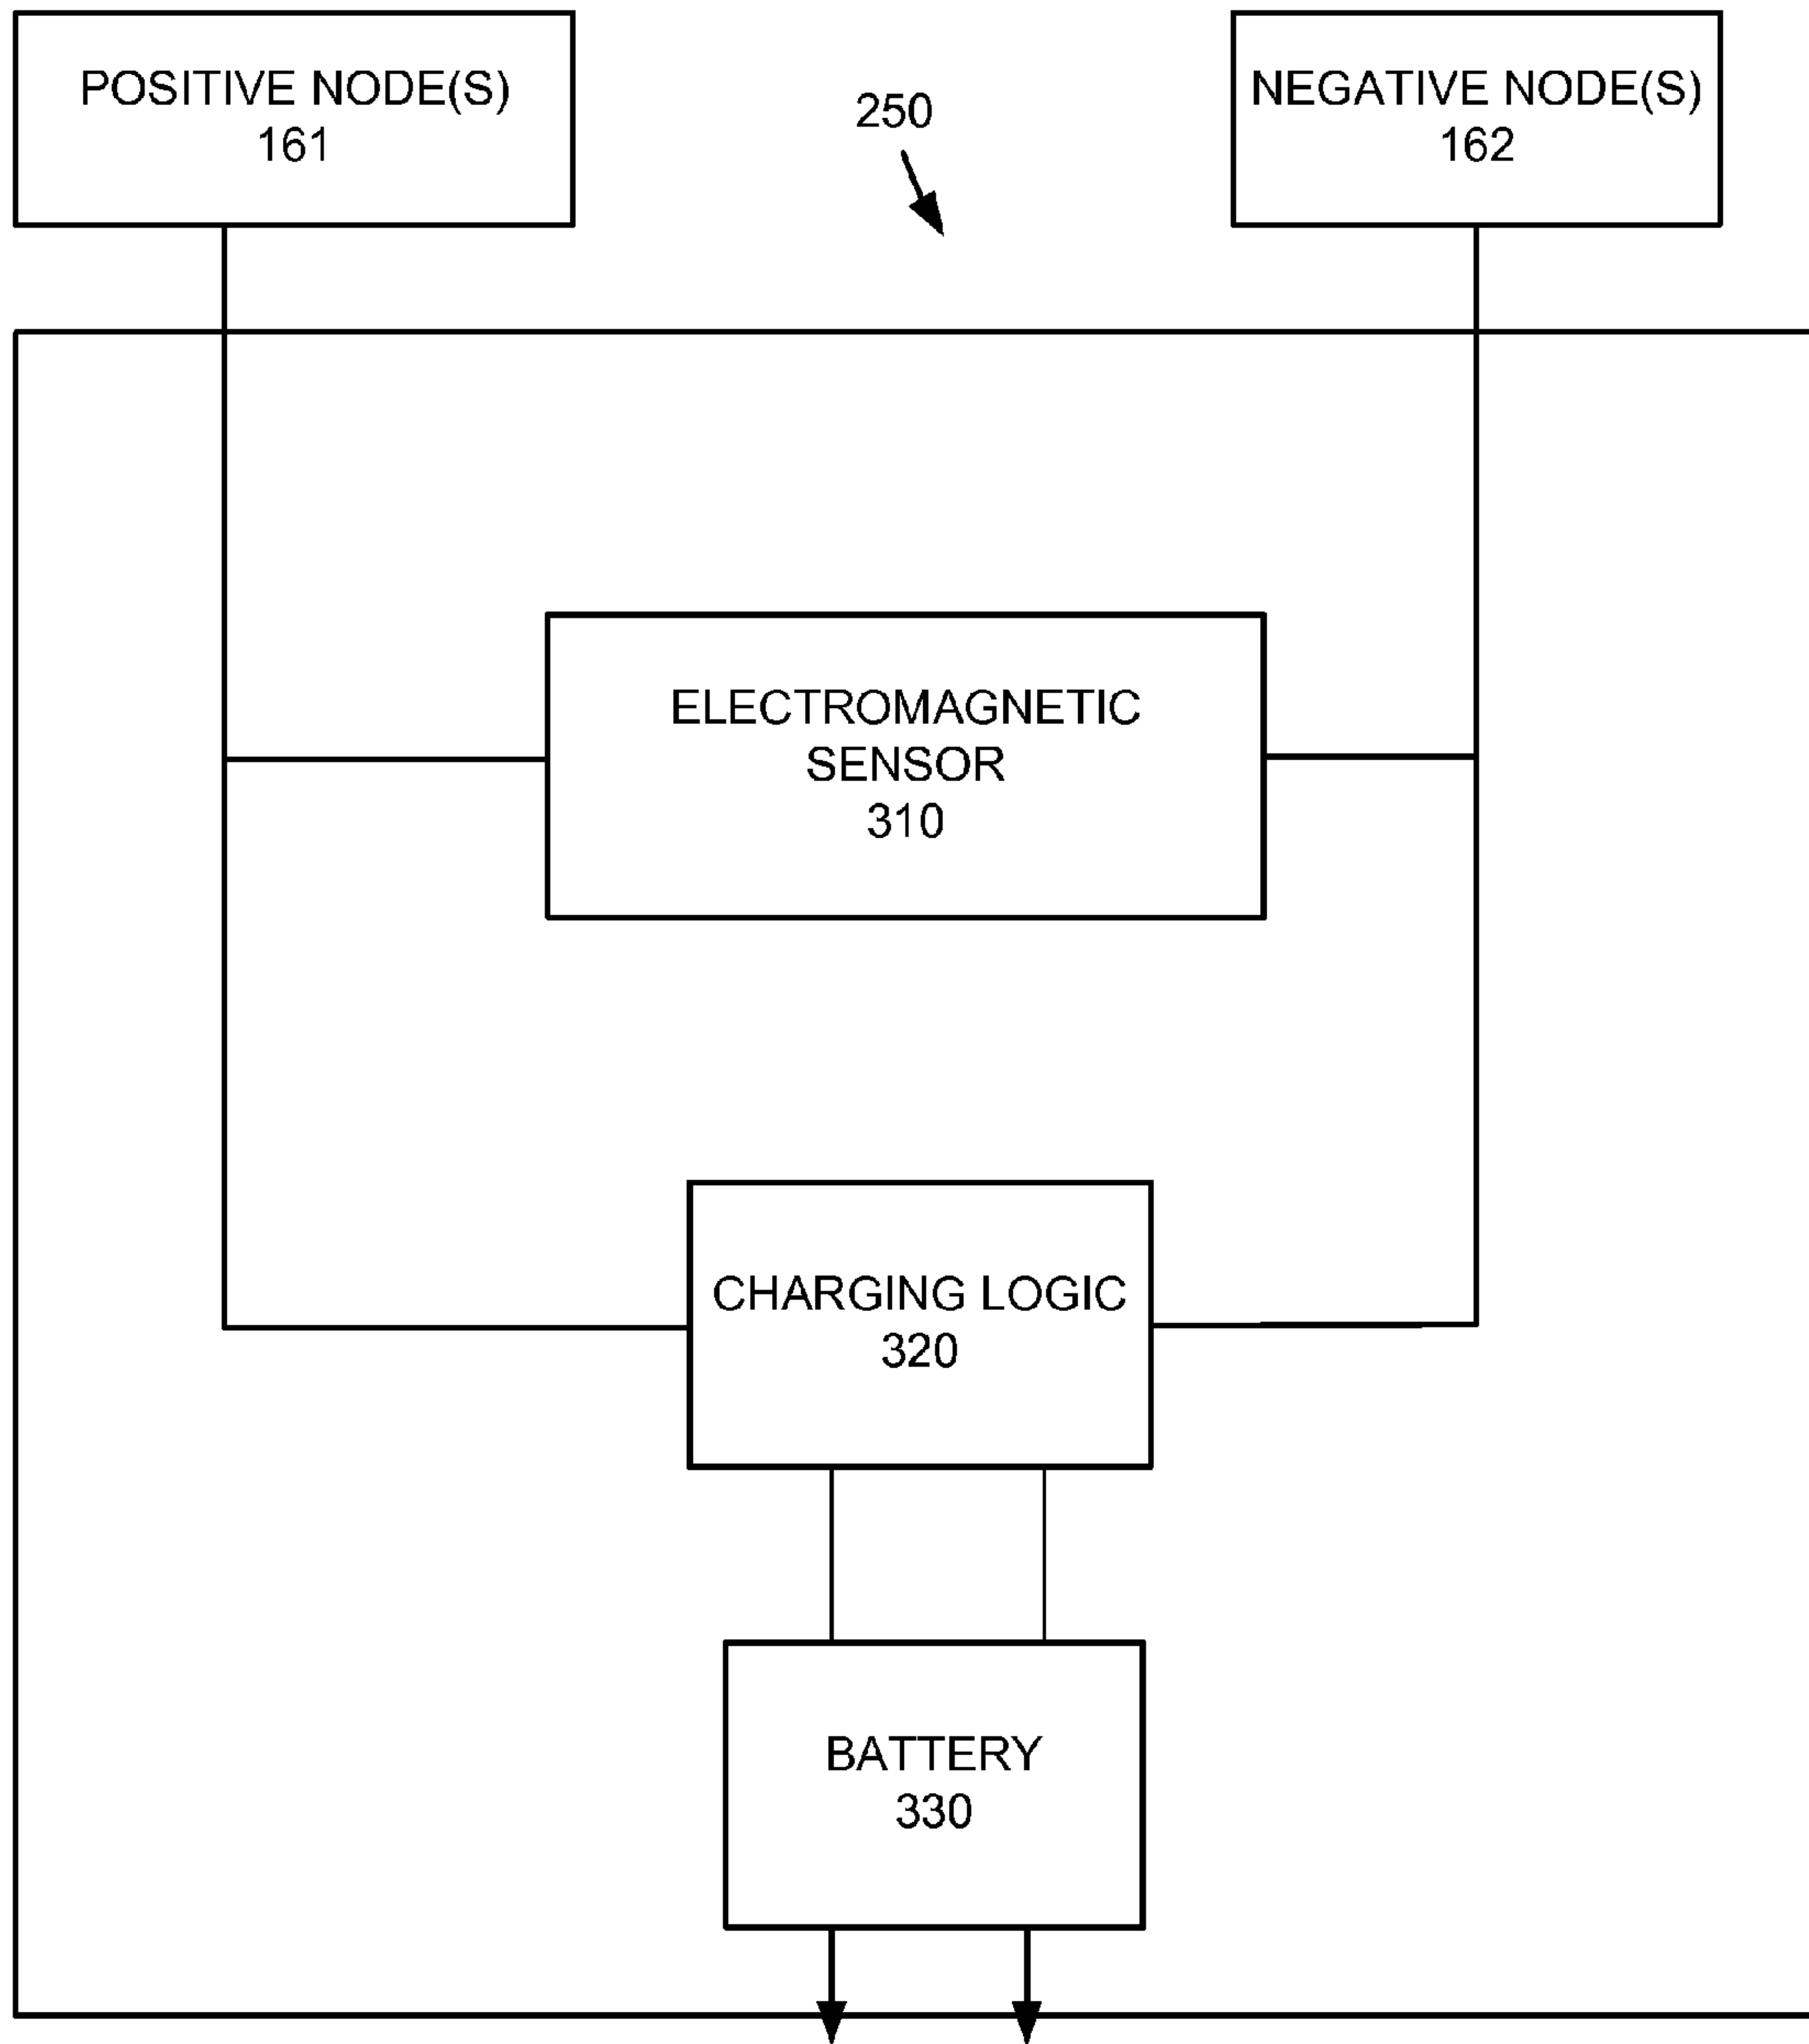 POSITIVE NODE(S)
161
250
NEGATIVE NODE(S)
162
ELECTROMAGNETIC
SENSOR
310
CHARGING LOGIC
320
BATTERY
330